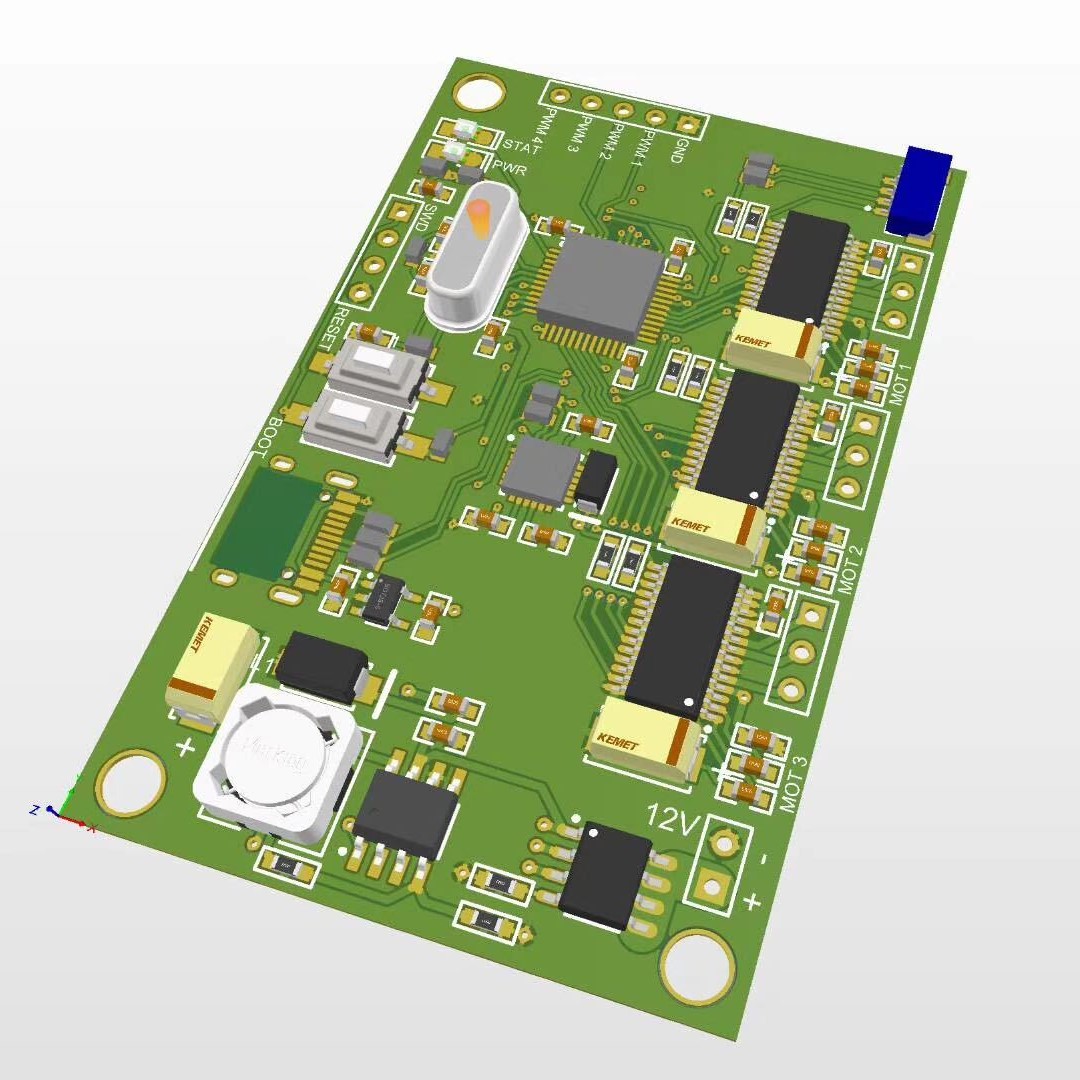 PWM 4
PWM 3
PWM 2
PWM 1
GND
STAT
PWR
SWD
RESET
BOOT
KEMET
MOT 1
KEMET
MOT 2
KEMET
KEMET
+
MOT 3
12V
-
+
Z
X